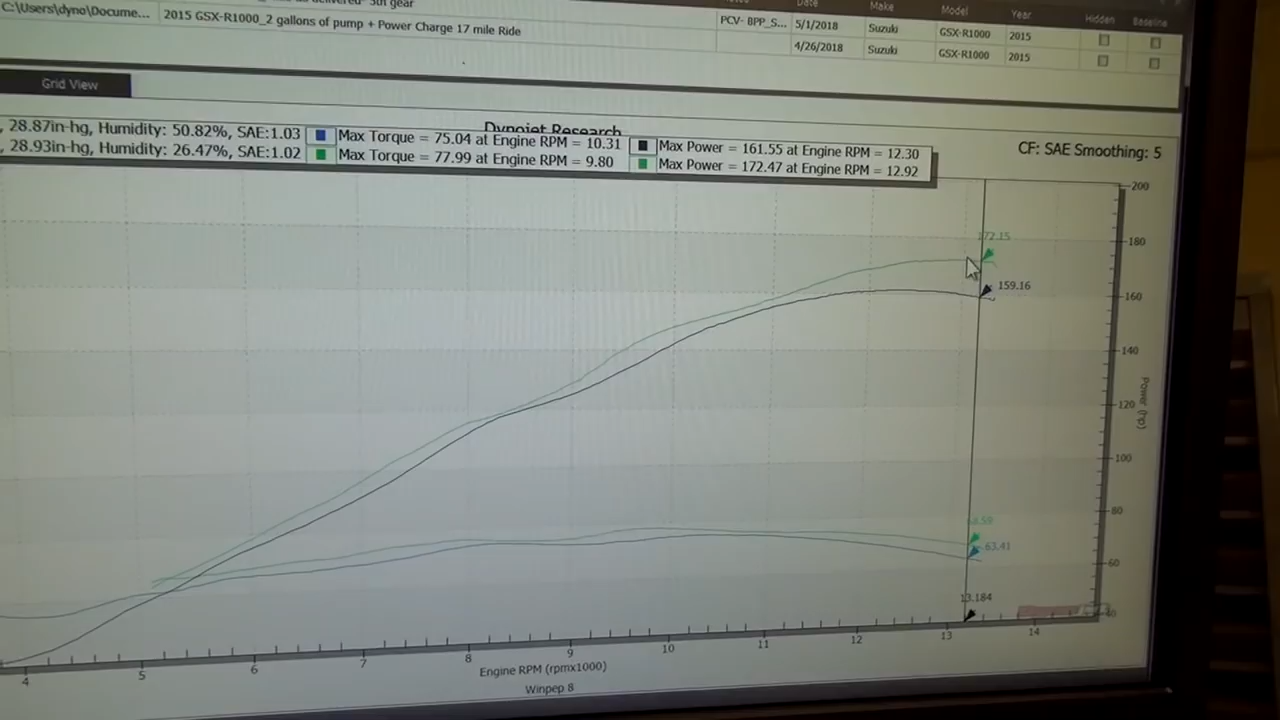 as delivered- 5th gear
C:\Users\dyno\Docume... 2015 GSX-R1000_2 gallons of pump + Power Charge 17 mile Ride
Date Make Model Year Hidden Baseline
PCV- BPP_S... 5/1/2018 Suzuki GSX-R1000 2015
4/26/2018 Suzuki GSX-R1000 2015
Grid View
Dynojet Research
CF: SAE Smoothing: 5
, 28.87in-hg, Humidity: 50.82%, SAE:1.03 Max Torque = 75.04 at Engine RPM = 10.31 Max Power = 161.55 at Engine RPM = 12.30
, 28.93in-hg, Humidity: 26.47%, SAE:1.02 Max Torque = 77.99 at Engine RPM = 9.80 Max Power = 172.47 at Engine RPM = 12.92
200
180
160
140
120
100
80
60
Power (hp)
172.15
159.16
63.41
13.184
4 5 6 7 8 9 10 11 12 13 14
Engine RPM (rpmx1000)
Winpep 8